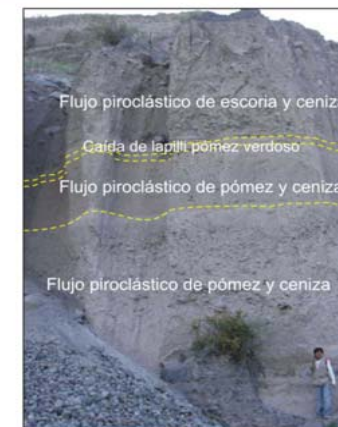 Flujo piroclástico de escoria y ceniza
Caída de lapilli pómez verdoso
Flujo piroclástico de pómez y ceniza
Flujo piroclástico de pómez y ceniza